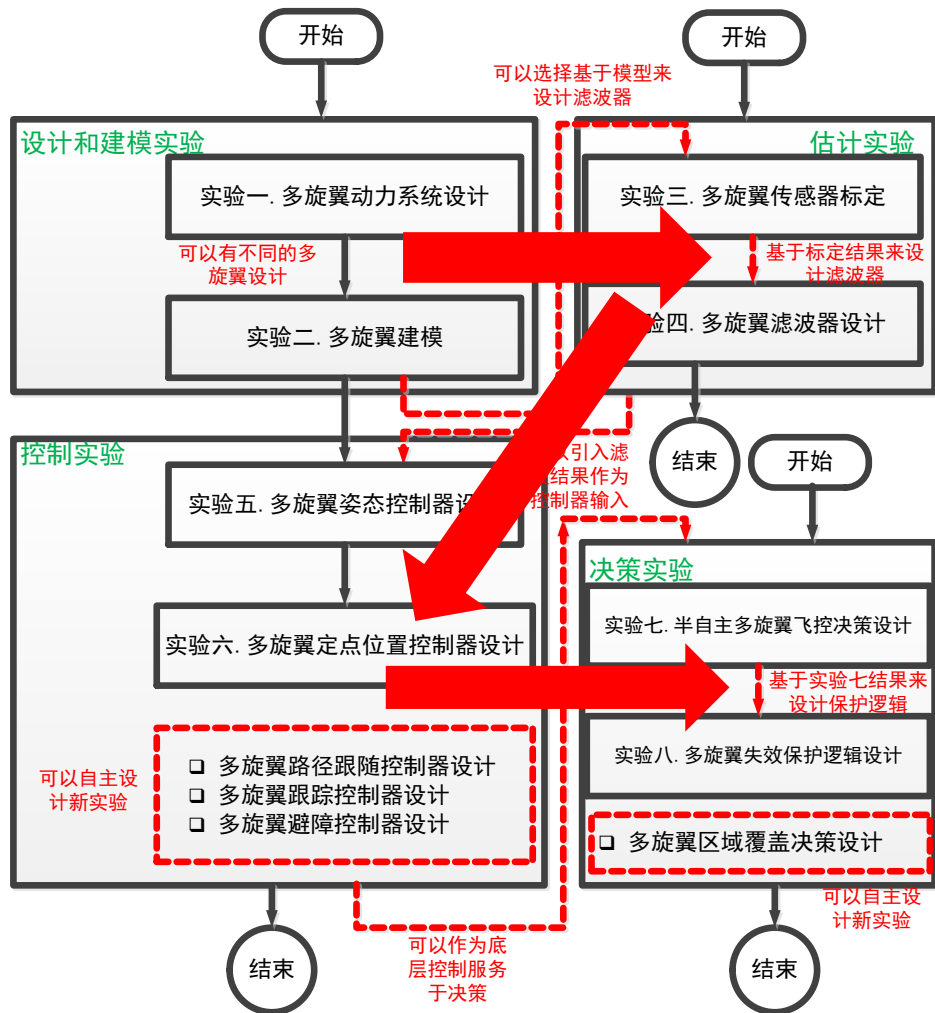 开始
开始
可以选择基于模型来
设计滤波器
设计和建模实验
估计实验
实验一. 多旋翼动力系统设计
实验三. 多旋翼传感器标定
可以有不同的多
旋翼设计
基于标定结果来设
计滤波器
实验二. 多旋翼建模
验四. 多旋翼滤波器设计
结束
开始
控制实验
引入滤
结果作为
控制器输入
实验五. 多旋翼姿态控制器
决策实验
实验六. 多旋翼定点位置控制器设计
实验七. 半自主多旋翼飞控决策设计
基于实验七结果来
设计保护逻辑
实验八. 多旋翼失效保护逻辑设计
可以自主设
计新实验
❑ 多旋翼路径跟随控制器设计
❑ 多旋翼跟踪控制器设计
❑ 多旋翼避障控制器设计
❑ 多旋翼区域覆盖决策设计
可以自主设
计新实验
可以作为底
层控制服务
于决策
结束
结束